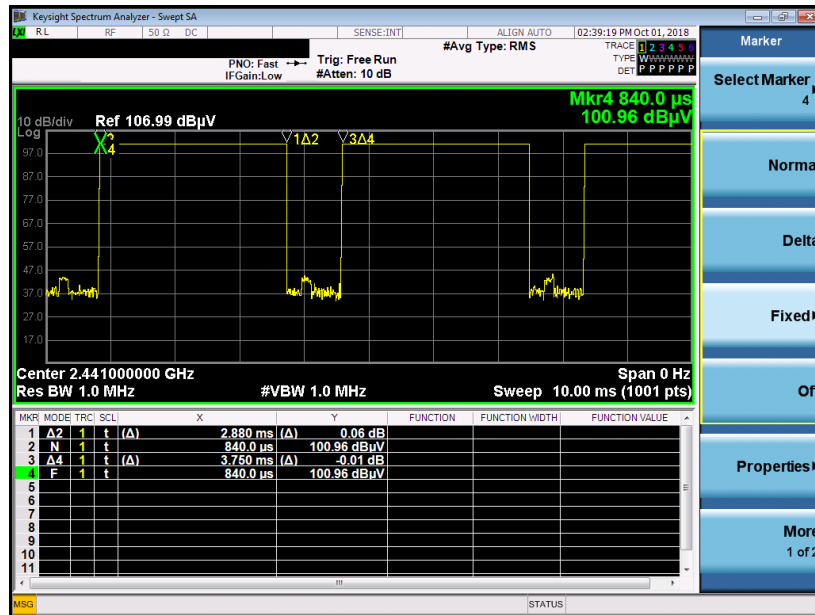 Keysight Spectrum Analyzer - Swept SA
LXI RL RF 50 Ω DC SENSE:INT ALIGN AUTO 02:39:19 PM Oct 01, 2018
#Avg Type: RMS TRACE 1 2 3 4 5 6
TYPE WWWWWW
DET P P P P P P
PNO: Fast Trig: Free Run
IFGain:Low #Atten: 10 dB
Mkr4 840.0 µs
100.96 dBµV
10 dB/div Ref 106.99 dBµV
Log
97.0
87.0
77.0
67.0
57.0
47.0
37.0
27.0
17.0
4
1Δ2
3Δ4
Center 2.441000000 GHz Span 0 Hz
Res BW 1.0 MHz #VBW 1.0 MHz Sweep 10.00 ms (1001 pts)
MKR MODE TRC SCL X Y FUNCTION FUNCTION WIDTH FUNCTION VALUE
1 Δ2 1 t (Δ) 2.880 ms (Δ) 0.06 dB
2 N 1 t 840.0 µs 100.96 dBµV
3 Δ4 1 t (Δ) 3.750 ms (Δ) -0.01 dB
4 F 1 t 840.0 µs 100.96 dBµV
5
6
7
8
9
10
11
MSG STATUS
Marker
Select Marker
4
Norma
Delta
Fixed
Of
Properties
More
1 of 2